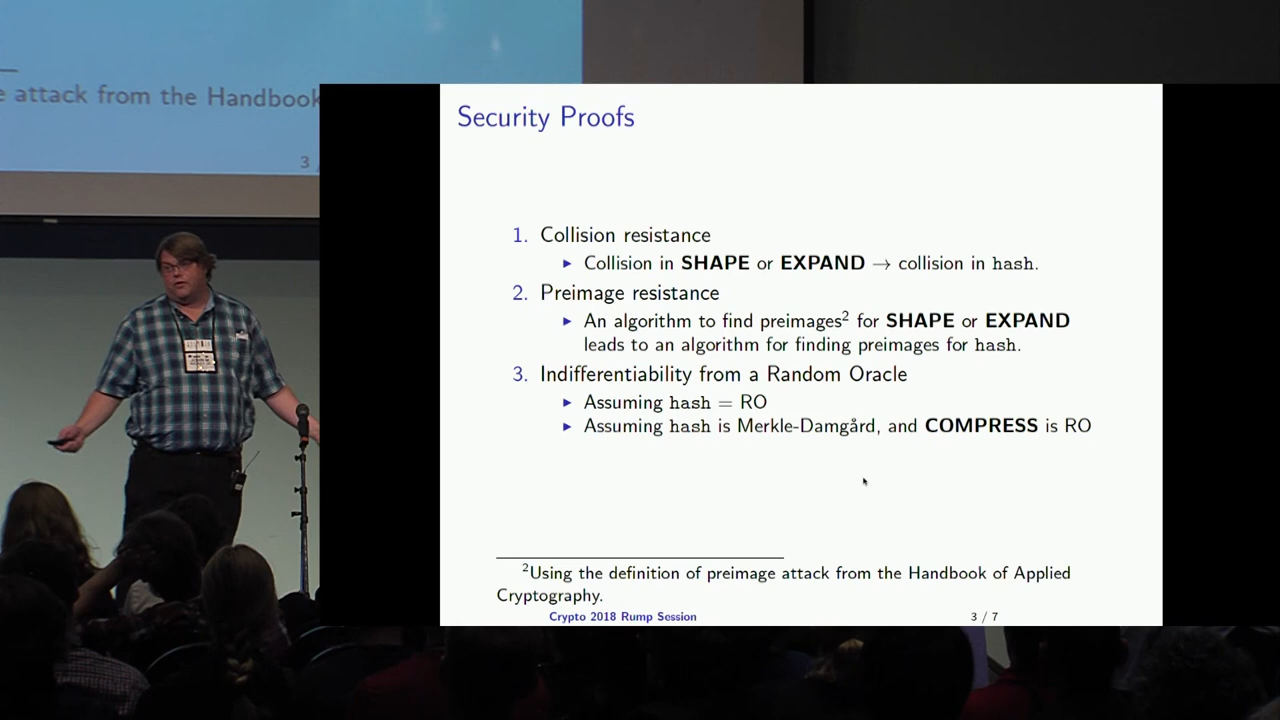 e attack from the Handbook
3 /
Security Proofs
1. Collision resistance
▶ Collision in SHAPE or EXPAND → collision in hash.
2. Preimage resistance
▶ An algorithm to find preimages² for SHAPE or EXPAND
leads to an algorithm for finding preimages for hash.
3. Indifferentiability from a Random Oracle
▶ Assuming hash = RO
▶ Assuming hash is Merkle-Damgård, and COMPRESS is RO
²Using the definition of preimage attack from the Handbook of Applied
Cryptography.
Crypto 2018 Rump Session
3 / 7